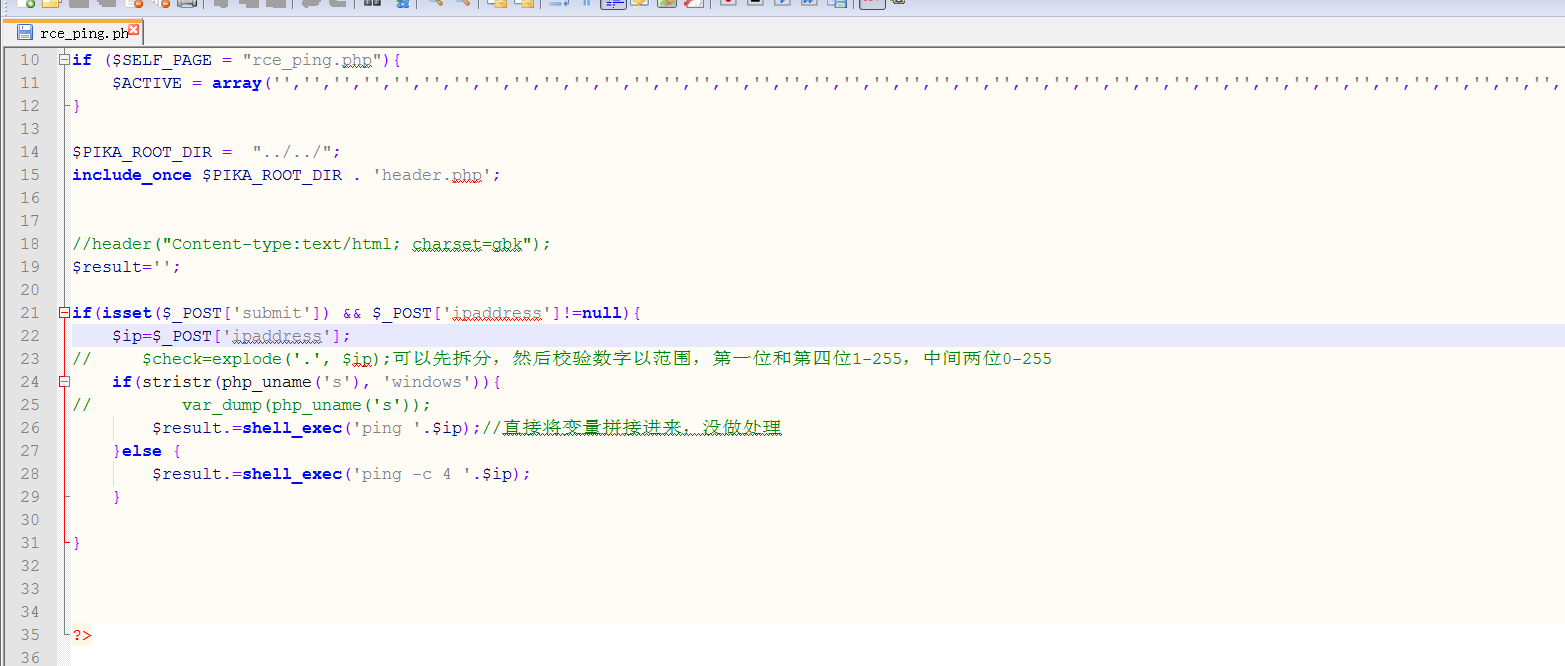 rce_ping.ph
10 if ($SELF_PAGE = "rce_ping.php"){
11 $ACTIVE = array('','','','','','','','','','','','','','','','','','','','','','','','','','','','','','','','','','','','','','','','','','','',
12 }
13
14 $PIKA_ROOT_DIR =  "../../";
15 include_once $PIKA_ROOT_DIR . 'header.php';
16
17
18 //header("Content-type:text/html; charset=gbk");
19 $result='';
20
21 if(isset($_POST['submit']) && $_POST['ipaddress']!=null){
22 $ip=$_POST['ipaddress'];
23 //     $check=explode('.', $ip);可以先拆分，然后校验数字以范围，第一位和第四位1-255，中间两位0-255
24 if(stristr(php_uname('s'), 'windows')){
25 //         var_dump(php_uname('s'));
26 $result.=shell_exec('ping '.$ip);//直接将变量拼接进来，没做处理
27 }else {
28 $result.=shell_exec('ping -c 4 '.$ip);
29 }
30
31 }
32
33
34
35 ?>
36